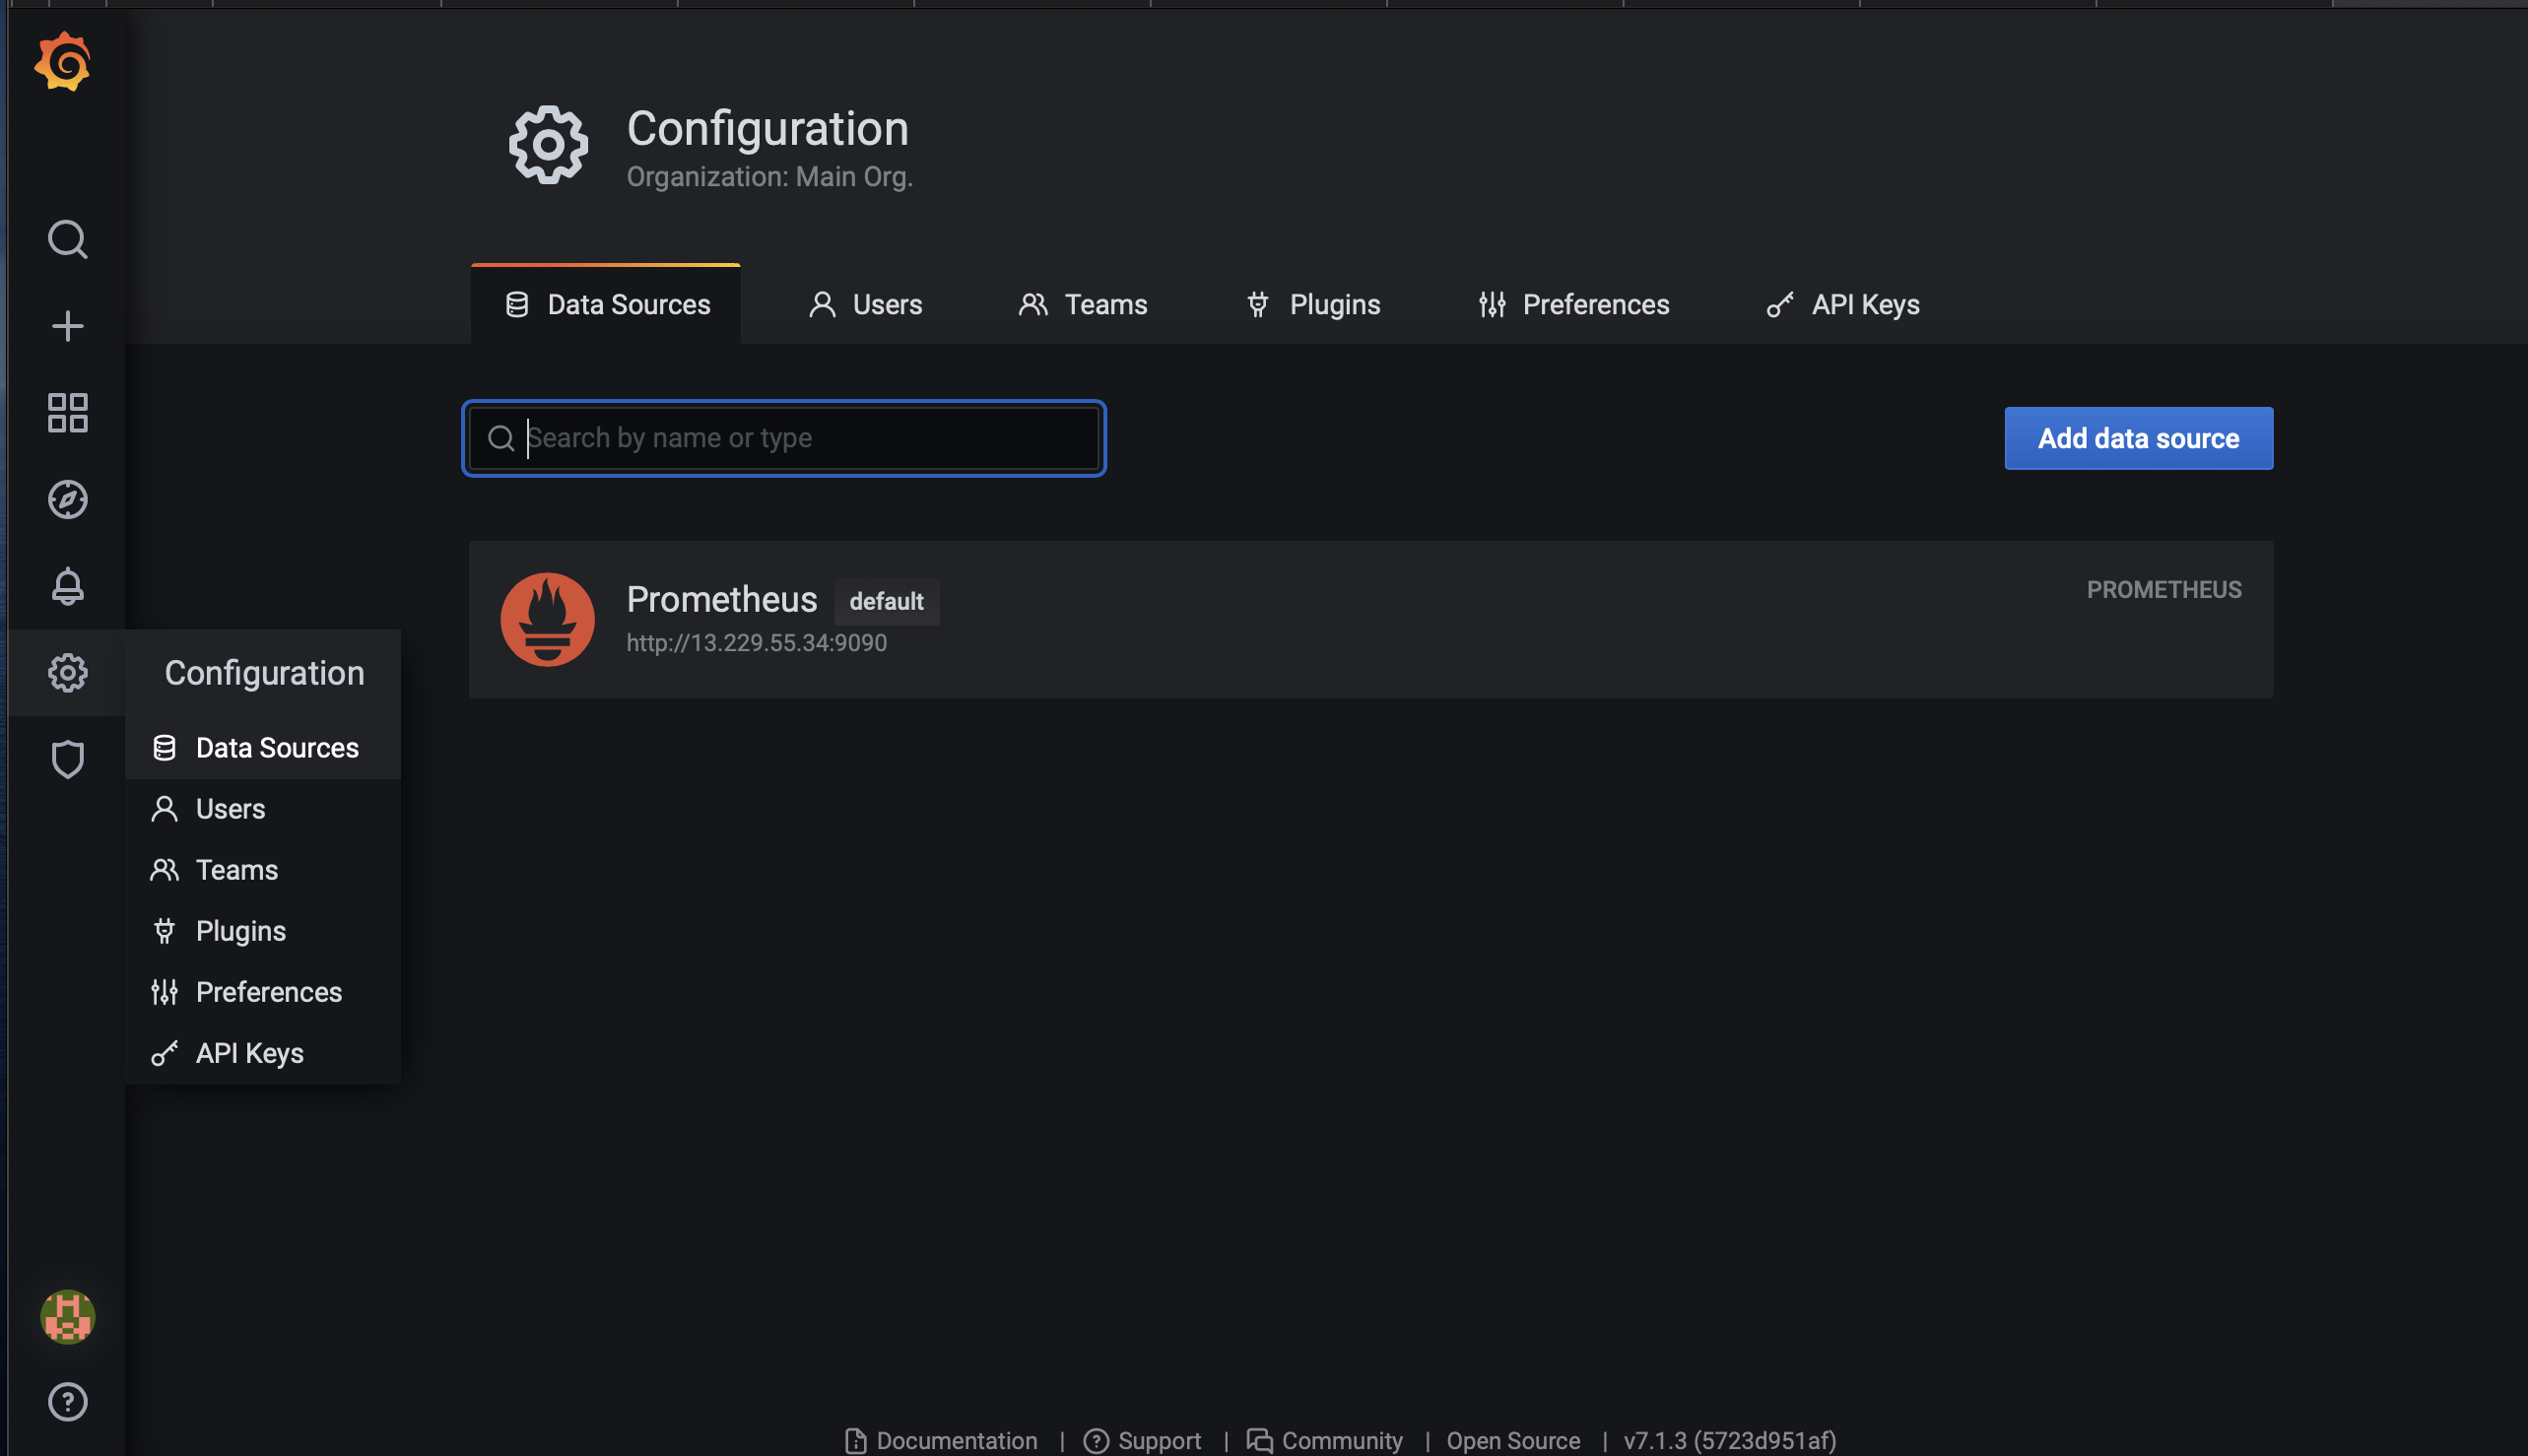 Configuration
Organization: Main Org.
Data Sources
Users
Teams
Plugins
Preferences
API Keys
Search by name or type
Add data source
Prometheus
default
PROMETHEUS
http://13.229.55.34:9090
Configuration
Data Sources
Users
Teams
Plugins
Preferences
API Keys
Documentation | Support | Community | Open Source | v7.1.3 (5723d951af)